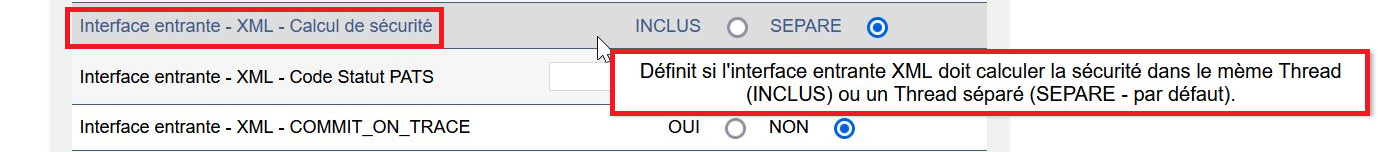 Interface entrante - XML - Calcul de sécurité INCLUS SEPARE
Interface entrante - XML - Code Statut PATS
Définit si l'interface entrante XML doit calculer la sécurité dans le mème Thread
(INCLUS) ou un Thread séparé (SEPARE - par défaut).
Interface entrante - XML - COMMIT_ON_TRACE OUI NON